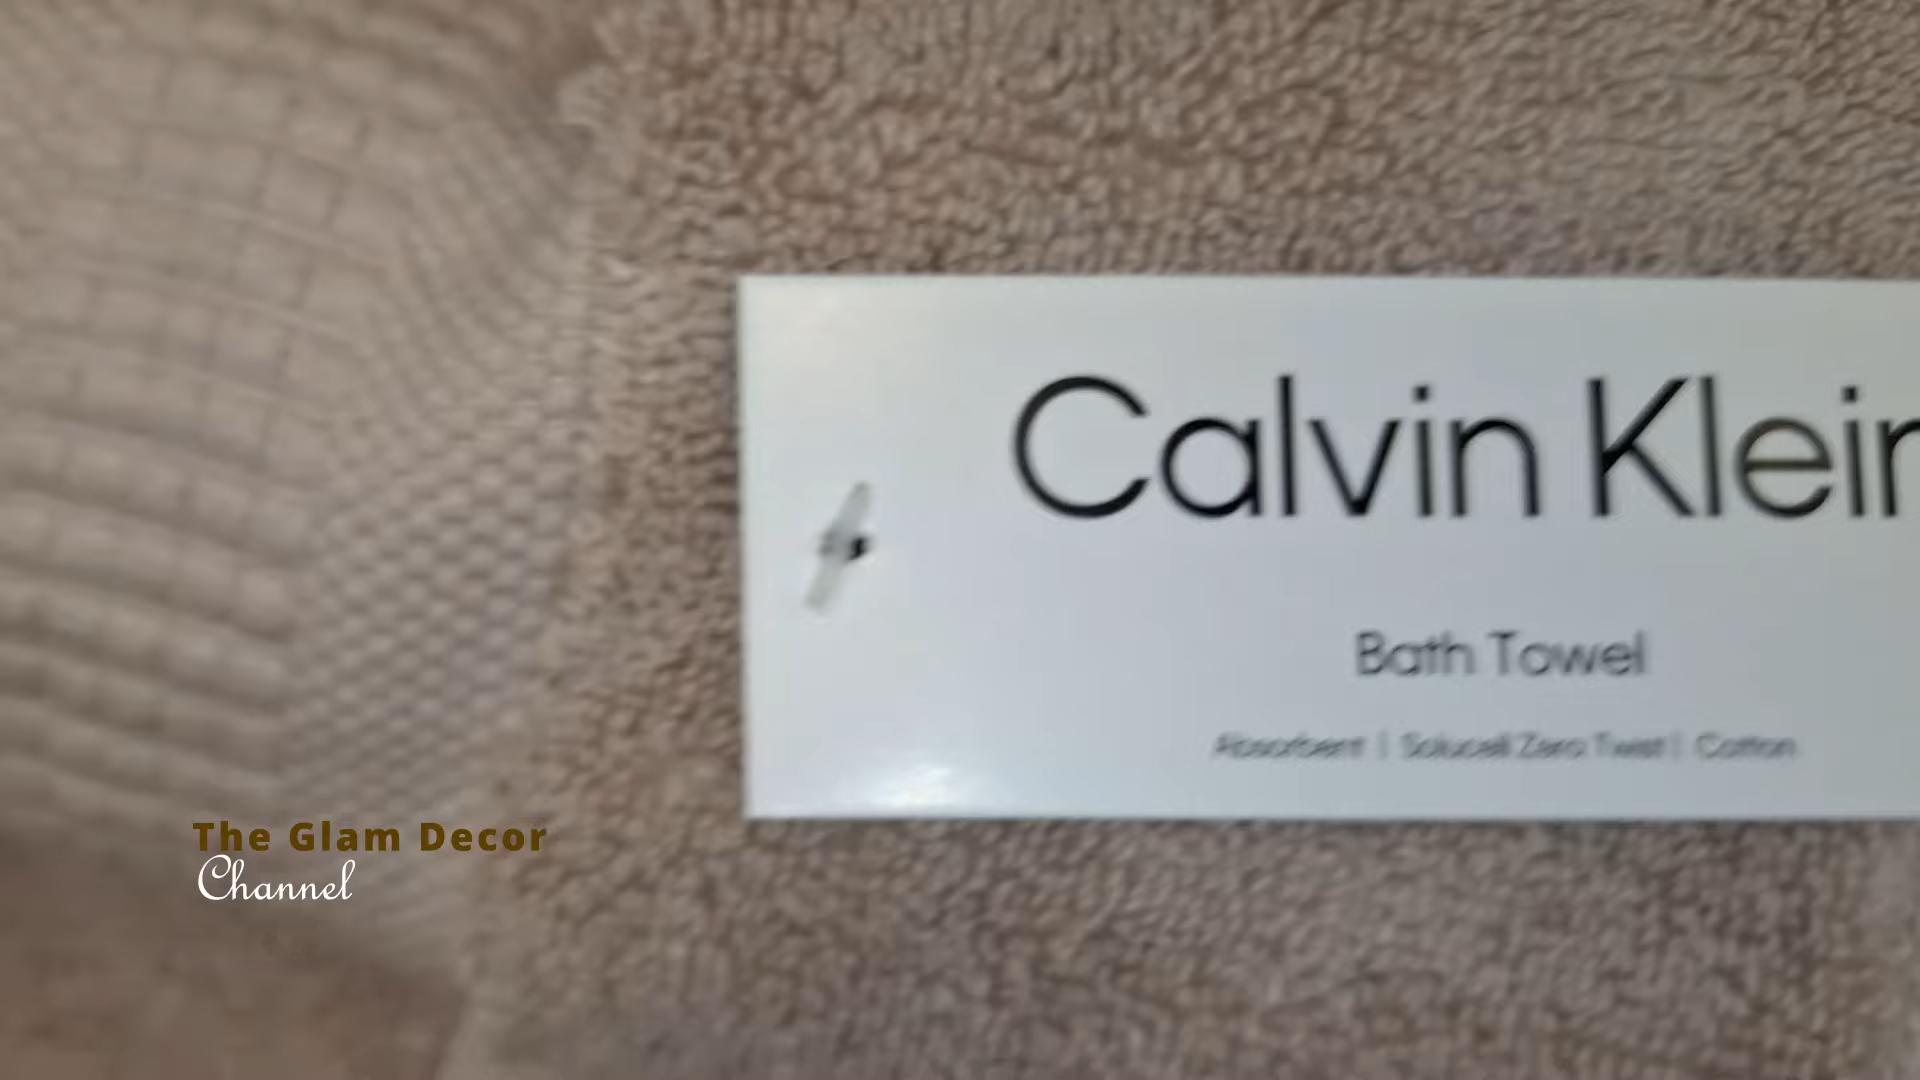 Calvin Klein
Bath Towel
Absorbent | Solucell Zero Twist | Cotton
The Glam Decor
Channel